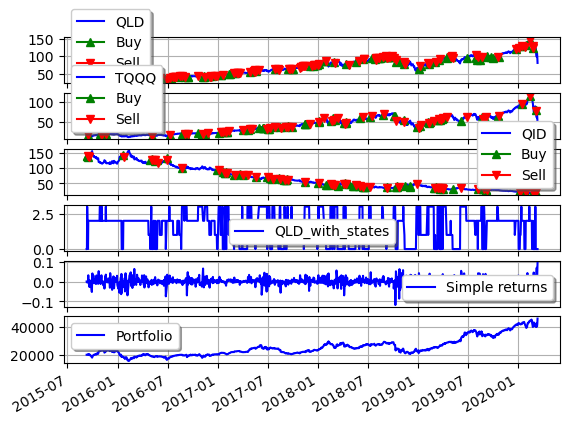 QLD
Buy
Sell
150
100
50
TQQQ
Buy
Sell
100
50
QID
Buy
Sell
150
100
50
QLD_with_states
2.5
0.0
Simple returns
0.1
0.0
−0.1
Portfolio
40000
20000
2015-07 2016-01 2016-07 2017-01 2017-07 2018-01 2018-07 2019-01 2019-07 2020-01